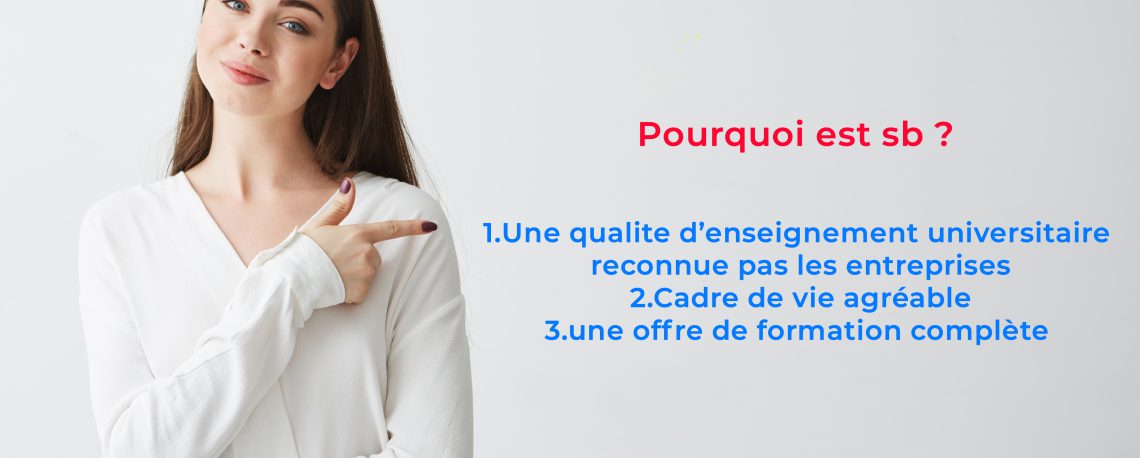 Pourquoi est sb ?
1.Une qualite d’enseignement universitaire
reconnue pas les entreprises
2.Cadre de vie agréable
3.une offre de formation complète